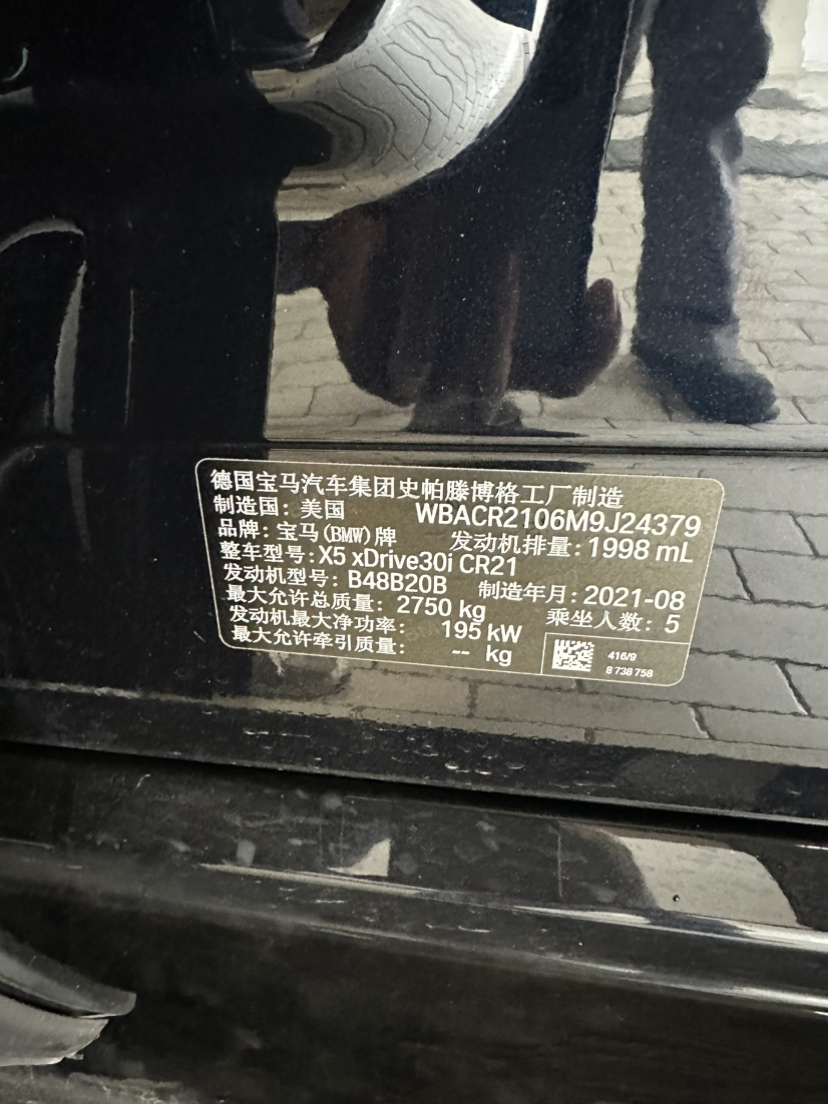 德国宝马汽车集团史帕滕博格工厂制造
制造国: 美国 WBACR2106M9J24379
品牌: 宝马(BMW)牌 发动机排量: 1998 mL
整车型号: X5 xDrive30i CR21
发动机型号: B48B20B 制造年月: 2021-08
最大允许总质量: 2750 kg 乘坐人数: 5
发动机最大净功率: 195 kW
最大允许牵引质量: -- kg
416/9
8 738 758